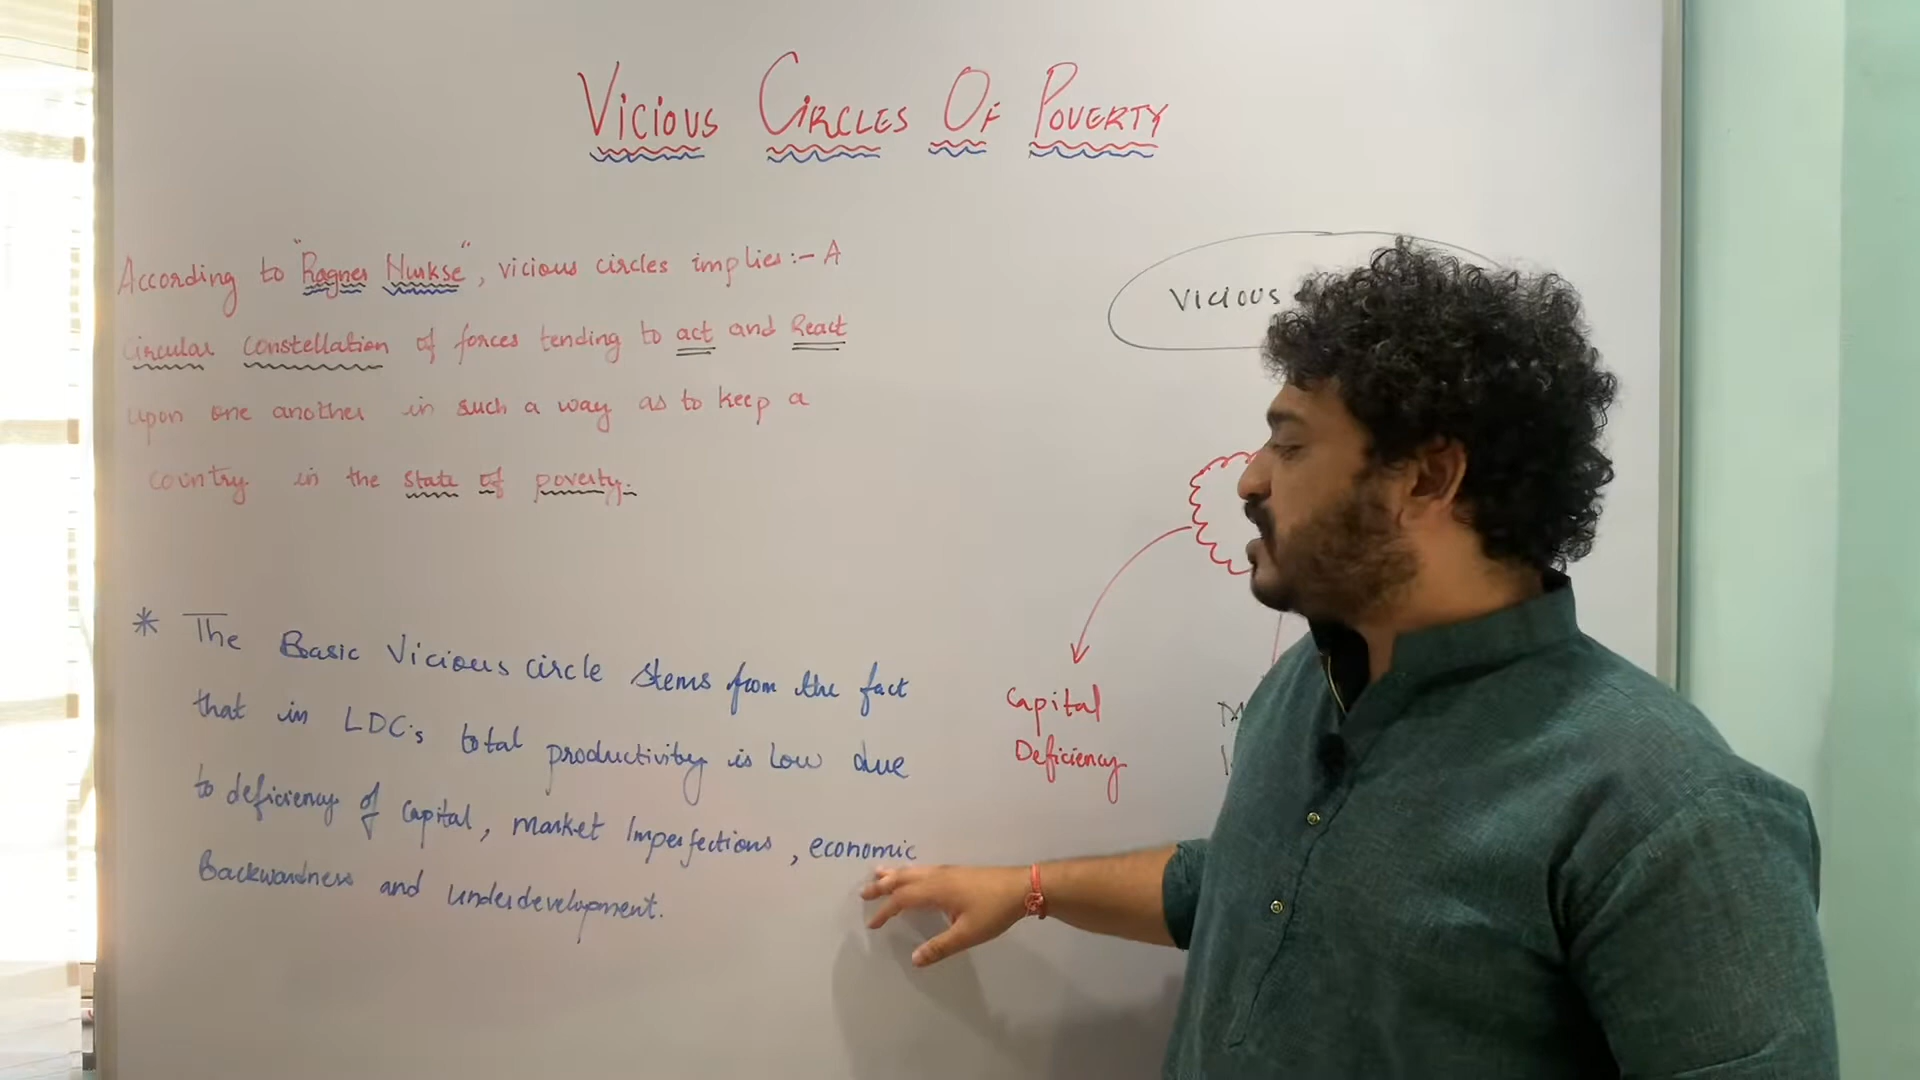 VICIOUS CIRCLES OF POVERTY
According to "Ragner Nurkse", vicious circles implies:- A
circular constellation of forces tending to act and React
upon one another in such a way as to keep a
country in the state of poverty.
* The Basic Vicious circle stems from the fact
that in LDC's total productivity is Low due
to deficiency of Capital, market Imperfections, economic
Backwardness and underdevelopment.
VICIOUS
Capital
Deficiency